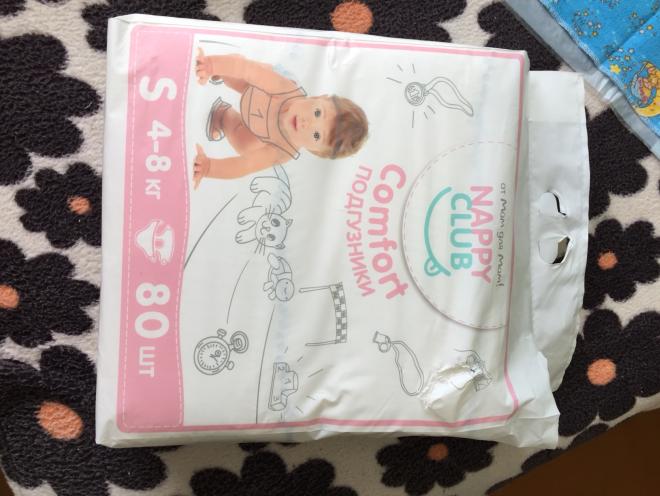 от Мам для Мам!
NAPPY
CLUB
Comfort
ПОДГУЗНИКИ
S 4-8 кг 80 шт